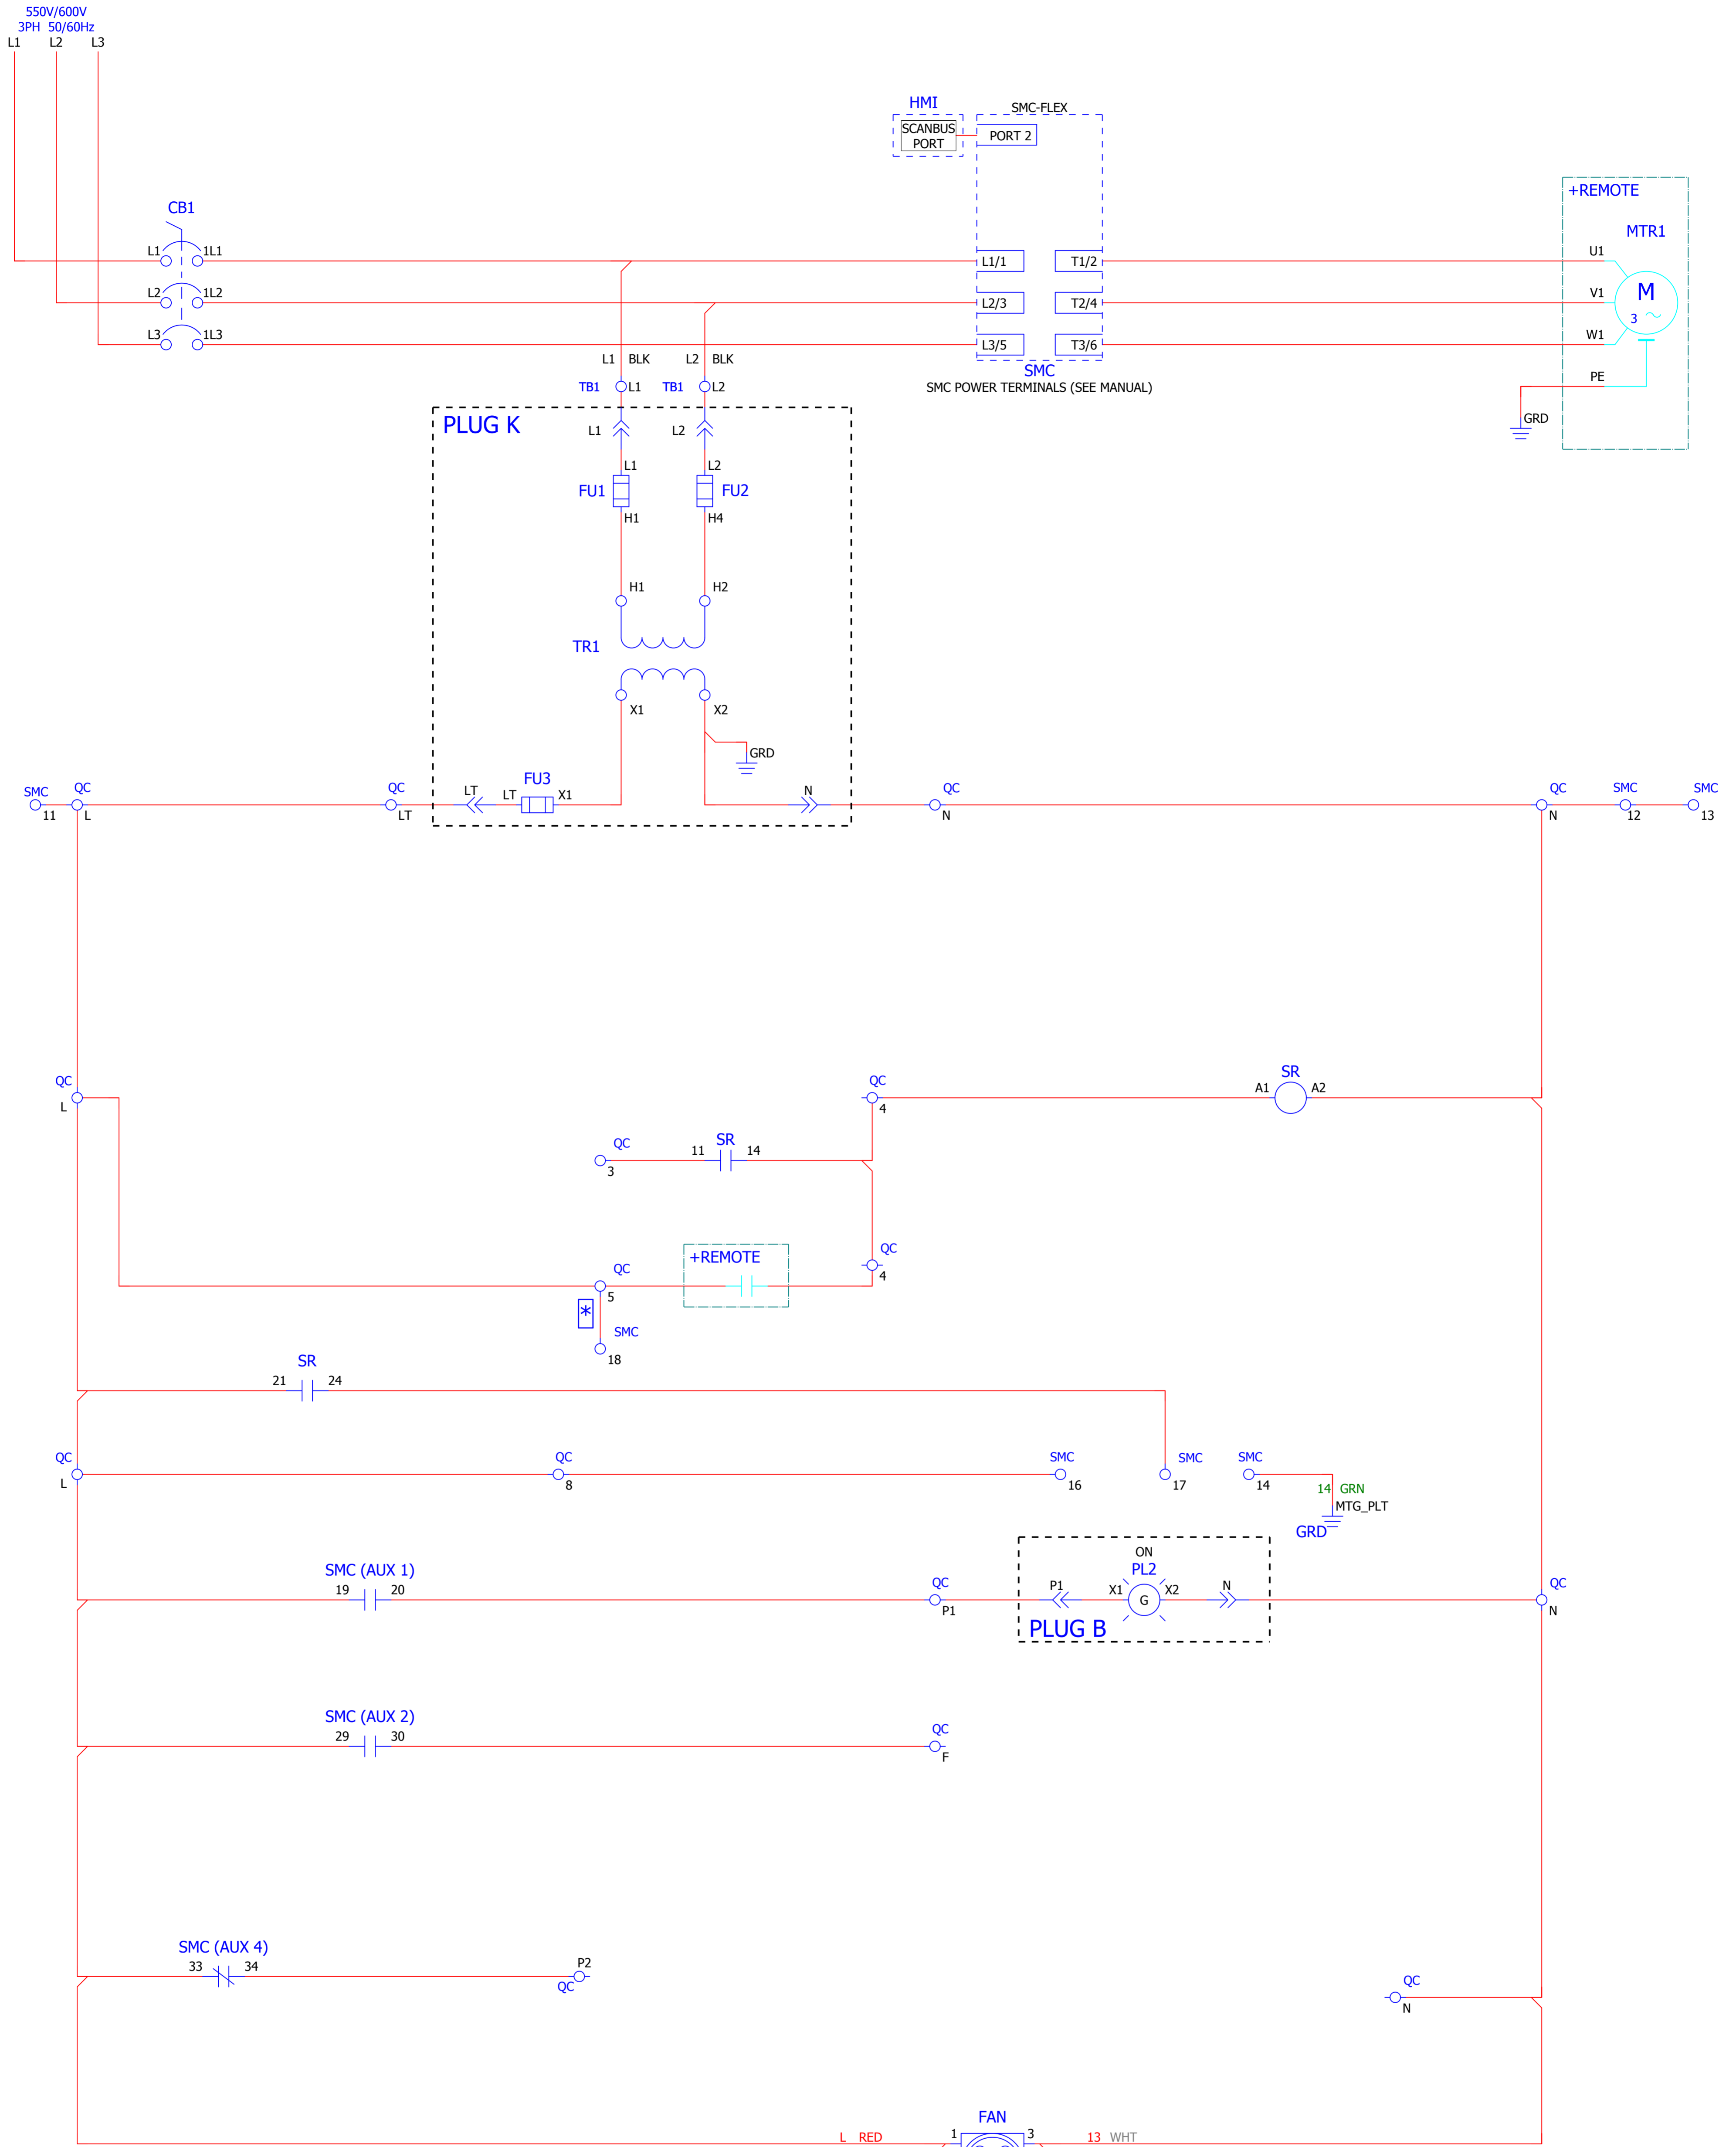 550V/600V
3PH 50/60Hz
L1 L2 L3
HMI
SCANBUS
PORT
SMC-FLEX
PORT 2
+REMOTE
MTR1
CB1
L1 1L1
L2 1L2
L3 1L3
L1/1 T1/2
L2/3 T2/4
L3/5 T3/6
SMC
SMC POWER TERMINALS (SEE MANUAL)
U1
V1
W1
PE
M
3
GRD
L1 BLK L2 BLK
TB1 L1 TB1 L2
PLUG K
L1 L2
L1 L2
FU1 FU2
H1 H4
H1 H2
TR1
X1 X2
GRD
FU3
LT LT X1 N
SMC QC QC QC QC SMC SMC
11 L LT N N 12 13
QC QC SR
L 4 A1 A2
QC SR
3 11 14
QC
4
+REMOTE
QC
5
*
SMC
18
SR
21 24
QC QC SMC SMC SMC
L 8 16 17 14
14 GRN
MTG_PLT
GRD
SMC (AUX 1)
19 20
QC
P1
ON
PL2
P1 X1 G X2 N
PLUG B
QC
N
SMC (AUX 2)
29 30
QC
F
SMC (AUX 4)
33 34
P2
QC
QC
N
FAN
L RED 1 3 13 WHT